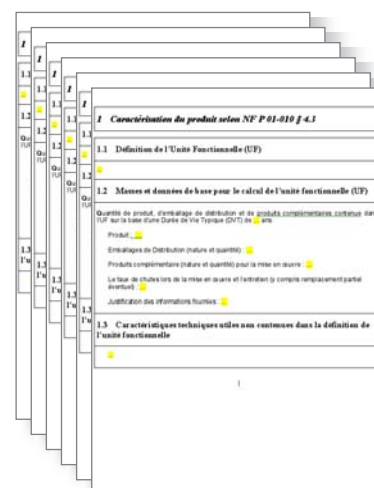 1 Caractérisation du produit selon NF P 01-010 § 4.3
1.1 Définition de l'Unité Fonctionnelle (UF)
1.2 Masses et données de base pour le calcul de l'unité fonctionnelle (UF)
Quantité de produit, d'emballage de distribution et de produits complémentaires contenue dan
l'UF sur la base d'une Durée de Vie Typique (DVT) de ans.
Produit :
Emballages de Distribution (nature et quantité) :
Produits complémentaire (nature et quantité) pour la mise en œuvre :
Le taux de chutes lors de la mise en œuvre et l'entretien (y compris remplacement partiel
éventuel) :
Justification des informations fournies :
1.3 Caractéristiques techniques utiles non contenues dans la définition de
l'unité fonctionnelle
1